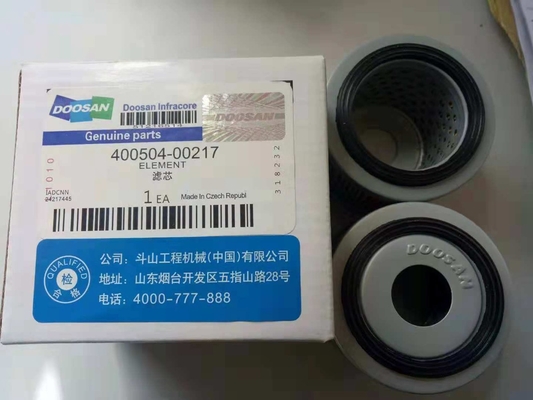 DOOSAN
Doosan Infracore
Genuine parts
400504-00217
ELEMENT
滤芯
010
318232
IADCNN
04217445
1 EA
Made In Czech Republ
QUALIFIED
检
合格
公司：斗山工程机械(中国)有限公司
地址：山东烟台开发区五指山路28号
电话：4000-777-888
DOOSAN